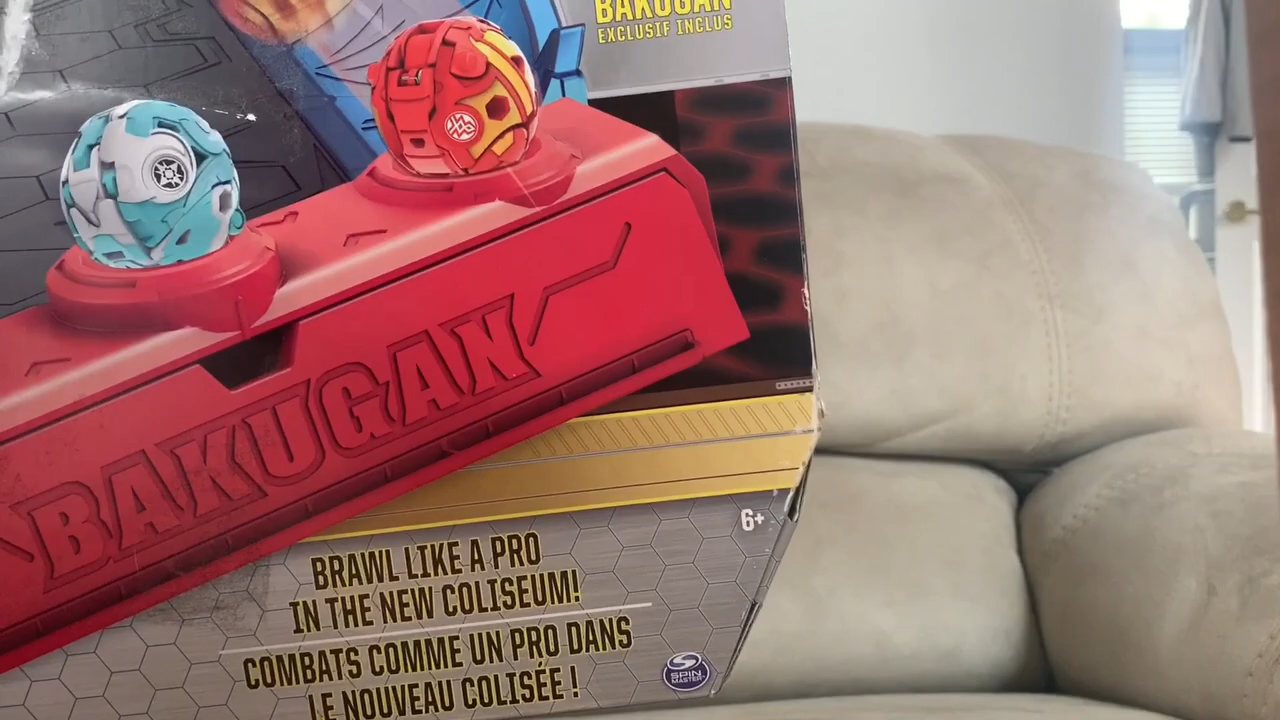 BAKUGAN
EXCLUSIF INCLUS
BAKUGAN
6+
BRAWL LIKE A PRO
IN THE NEW COLISEUM!
COMBATS COMME UN PRO DANS
LE NOUVEAU COLISÉE !
SPIN
MASTER